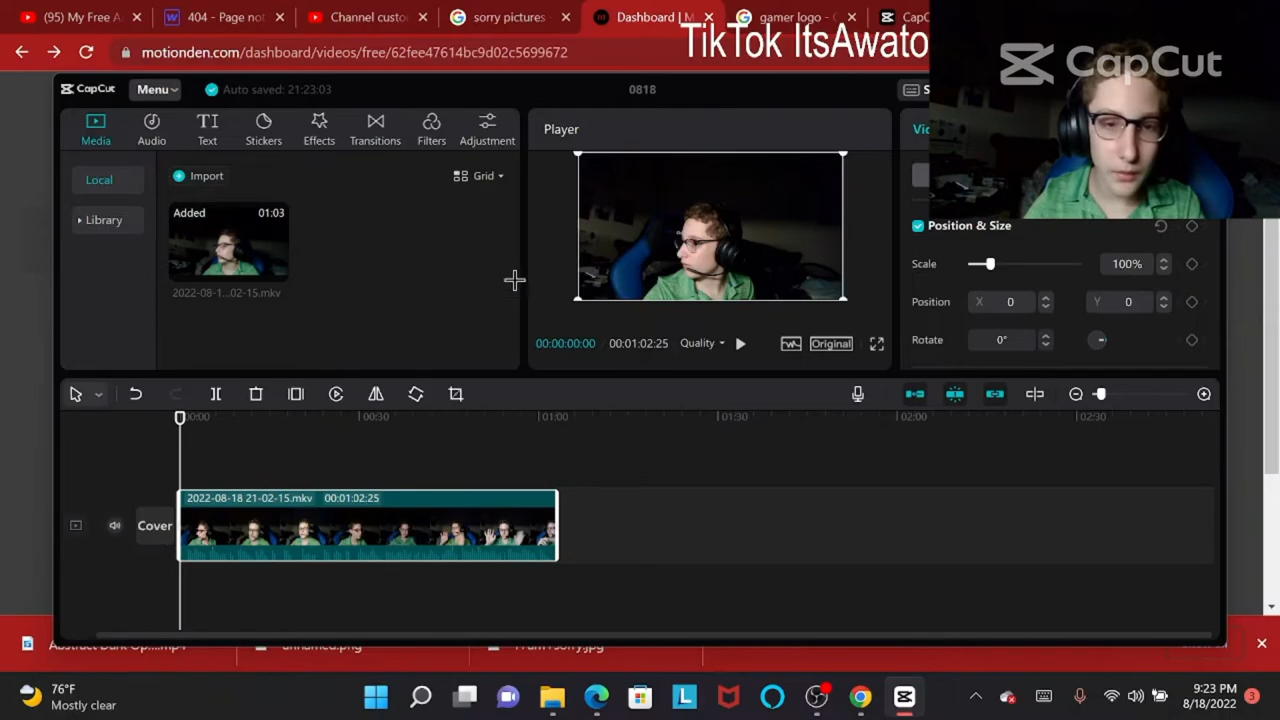 (95) My Free A
404 - Page not
Channel custo
sorry pictures
Dashboard | M
gamer logo - G
CapC
motionden.com/dashboard/videos/free/62fee47614bc9d02c5699672
TikTok ItsAwato
CapCut
CapCut
Menu
Auto saved: 21:23:03
0818
S
Media
Audio
Text
Stickers
Effects
Transitions
Filters
Adjustment
Player
Local
Library
Import
Grid
Added
01:03
2022-08-1...02-15.mkv
Position & Size
Scale
100%
Position
X
0
Y
0
Rotate
0°
00:00:00:00
00:01:02:25
Quality
Original
00:00
00:30
01:00
01:30
02:00
02:30
2022-08-18 21-02-15.mkv
00:01:02:25
Cover
76°F
Mostly clear
9:23 PM
8/18/2022
3